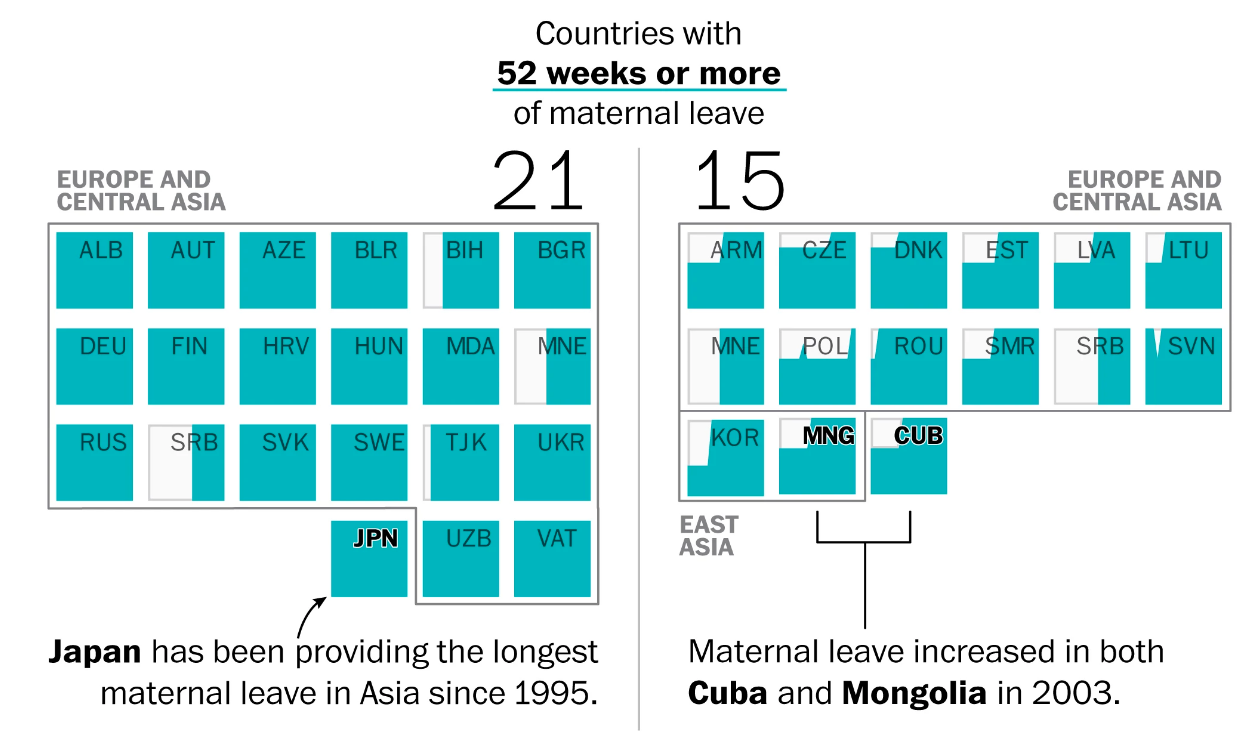 Countries with
52 weeks or more
of maternal leave
EUROPE AND
CENTRAL ASIA
21
ALB AUT AZE BLR BIH BGR
DEU FIN HRV HUN MDA MNE
RUS SRB SVK SWE TJK UKR
JPN UZB VAT
Japan has been providing the longest
maternal leave in Asia since 1995.
15
EUROPE AND
CENTRAL ASIA
ARM CZE DNK EST LVA LTU
MNE POL ROU SMR SRB SVN
KOR MNG CUB
EAST
ASIA
Maternal leave increased in both
Cuba and Mongolia in 2003.